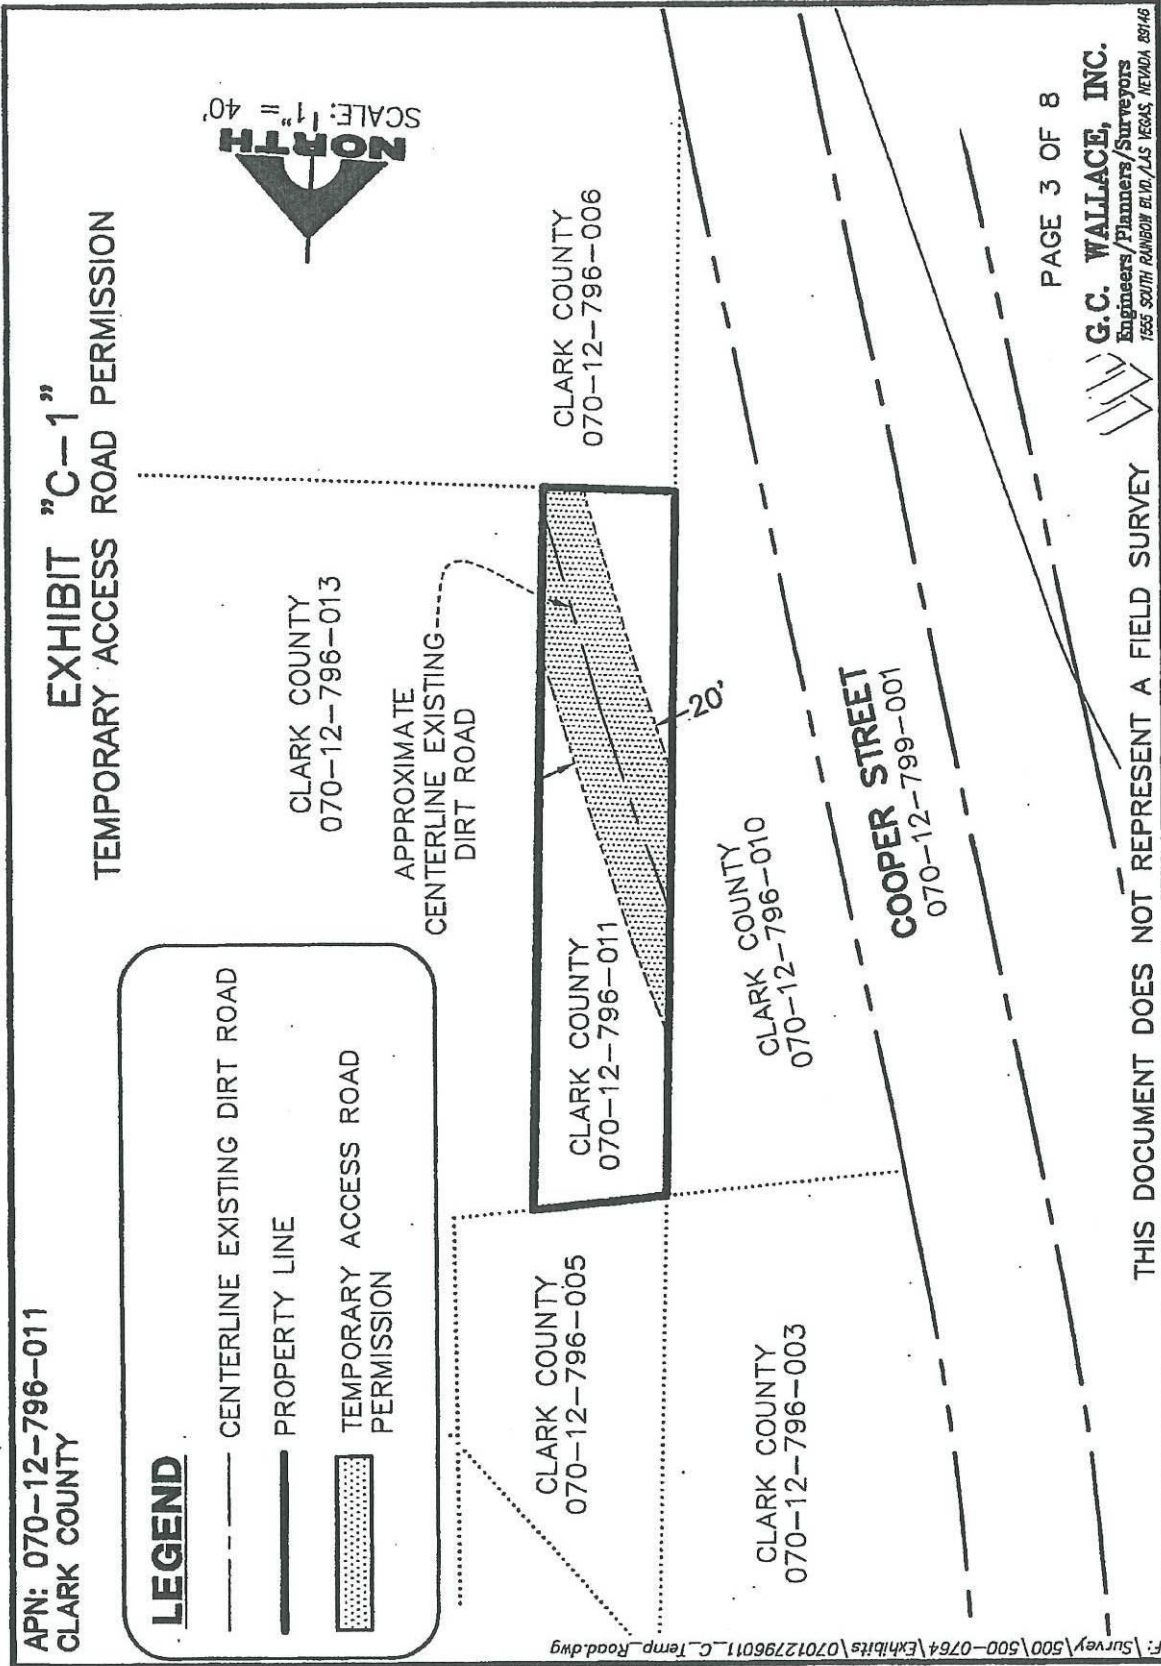 APN: 070-12-796-011
CLARK COUNTY
EXHIBIT "C-1"
TEMPORARY ACCESS ROAD PERMISSION
LEGEND
CENTERLINE EXISTING DIRT ROAD
PROPERTY LINE
TEMPORARY ACCESS ROAD
PERMISSION
NORTH
SCALE: 1" = 40'
CLARK COUNTY
070-12-796-013
APPROXIMATE
CENTERLINE EXISTING
DIRT ROAD
CLARK COUNTY
070-12-796-006
CLARK COUNTY
070-12-796-005
CLARK COUNTY
070-12-796-011
20'
CLARK COUNTY
070-12-796-010
CLARK COUNTY
070-12-796-003
COOPER STREET
070-12-799-001
PAGE 3 OF 8
G.C. WALLACE, INC.
Engineers/Planners/Surveyors
1555 SOUTH RAINBOW BLVD./LAS VEGAS, NEVADA 89146
THIS DOCUMENT DOES NOT REPRESENT A FIELD SURVEY
F:\Survey\500\500-0764\Exhibits\07012796011_C_Temp_Road.dwg